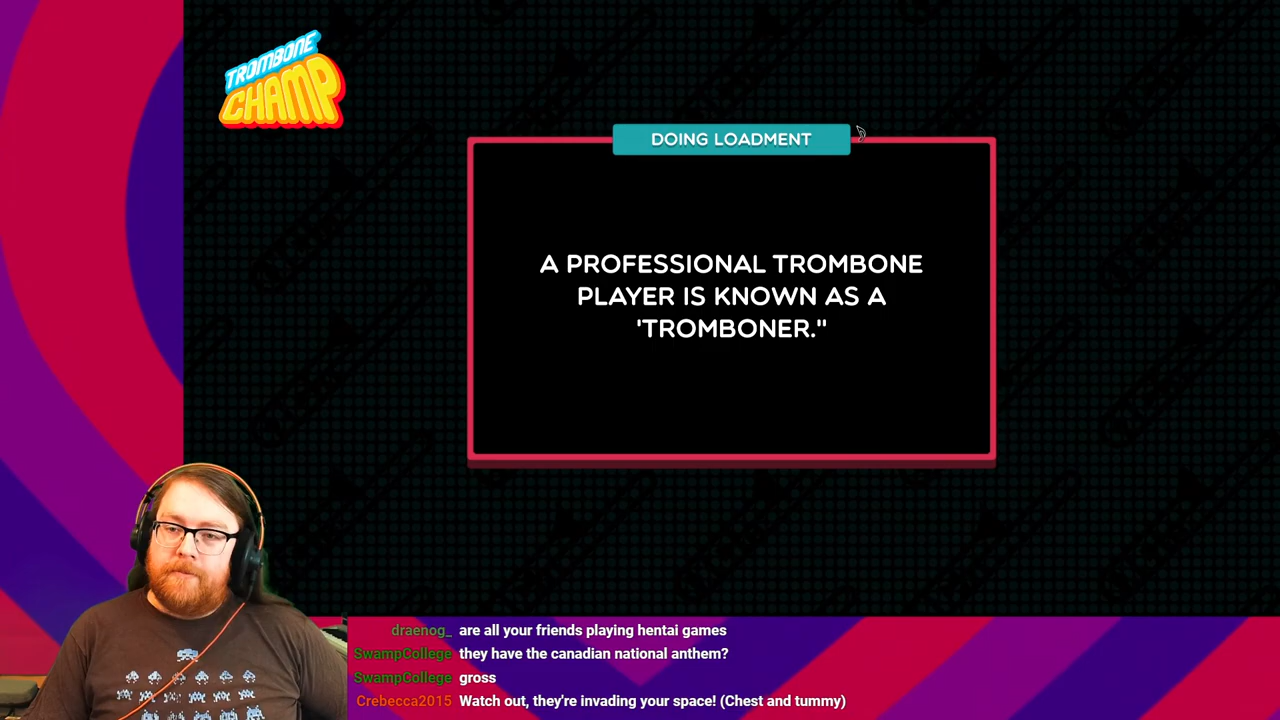 TROMBONE
CHAMP
DOING LOADMENT
A PROFESSIONAL TROMBONE
PLAYER IS KNOWN AS A
'TROMBONER."
draenog_ are all your friends playing hentai games
SwampCollege they have the canadian national anthem?
SwampCollege gross
Crebecca2015 Watch out, they're invading your space! (Chest and tummy)